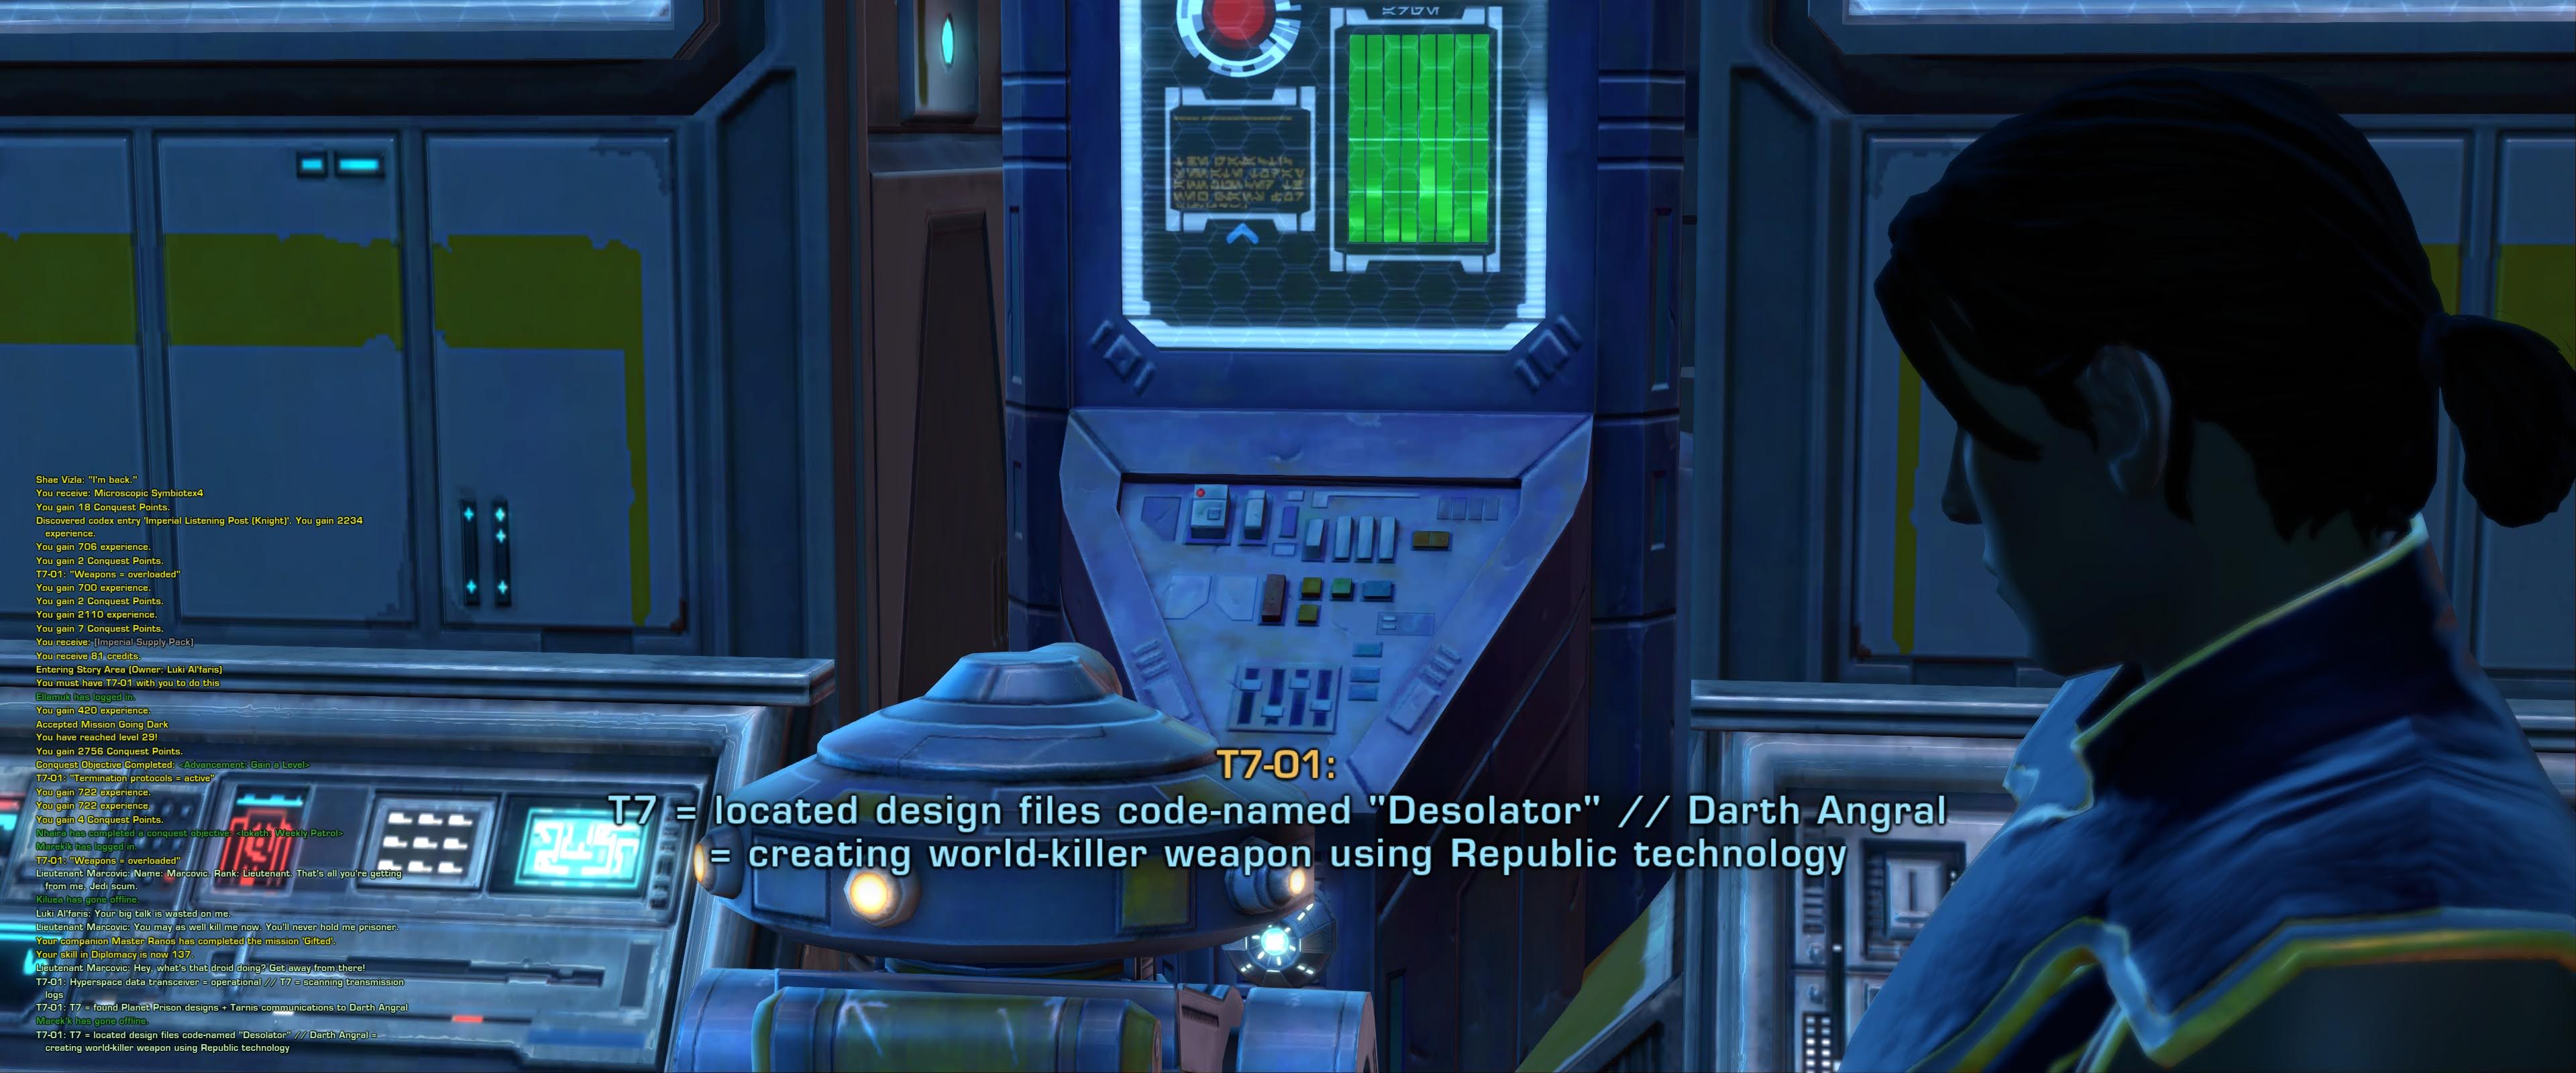 Shae Vizla: "I'm back."
You receive: Microscopic Symbiotex4
You gain 18 Conquest Points.
Discovered codex entry 'Imperial Listening Post (Knight)'. You gain 2234
experience.
You gain 706 experience.
You gain 2 Conquest Points.
T7-01: "Weapons = overloaded"
You gain 700 experience.
You gain 2 Conquest Points.
You gain 2110 experience.
You gain 7 Conquest Points.
You receive: [Imperial Supply Pack]
You receive 81 credits.
Entering Story Area (Owner: Luki Al'faris)
You must have T7-01 with you to do this
Ellamuk has logged in.
You gain 420 experience.
Accepted Mission Going Dark
You have reached level 29!
You gain 2756 Conquest Points.
Conquest Objective Completed: <Advancement: Gain a Level>
T7-01: "Termination protocols = active"
You gain 722 experience.
You gain 722 experience.
You gain 4 Conquest Points.
Nhaira has completed a conquest objective: <Iokath: Weekly Patrol>
Marek'k has logged in.
T7-01: "Weapons = overloaded"
Lieutenant Marcovic: Name: Marcovic. Rank: Lieutenant. That's all you're getting
from me, Jedi scum.
Kiluea has gone offline.
Luki Al'faris: Your big talk is wasted on me.
Lieutenant Marcovic: You may as well kill me now. You'll never hold me prisoner.
Your companion Master Ranos has completed the mission 'Gifted'.
Your skill in Diplomacy is now 137.
Lieutenant Marcovic: Hey, what's that droid doing? Get away from there!
T7-01: Hyperspace data transceiver = operational // T7 = scanning transmission
logs
T7-01: T7 = found Planet Prison designs + Tarnis communications to Darth Angral
Marek'k has gone offline.
T7-01: T7 = located design files code-named "Desolator" // Darth Angral =
creating world-killer weapon using Republic technology
T7-01:
T7 = located design files code-named "Desolator" // Darth Angral
= creating world-killer weapon using Republic technology